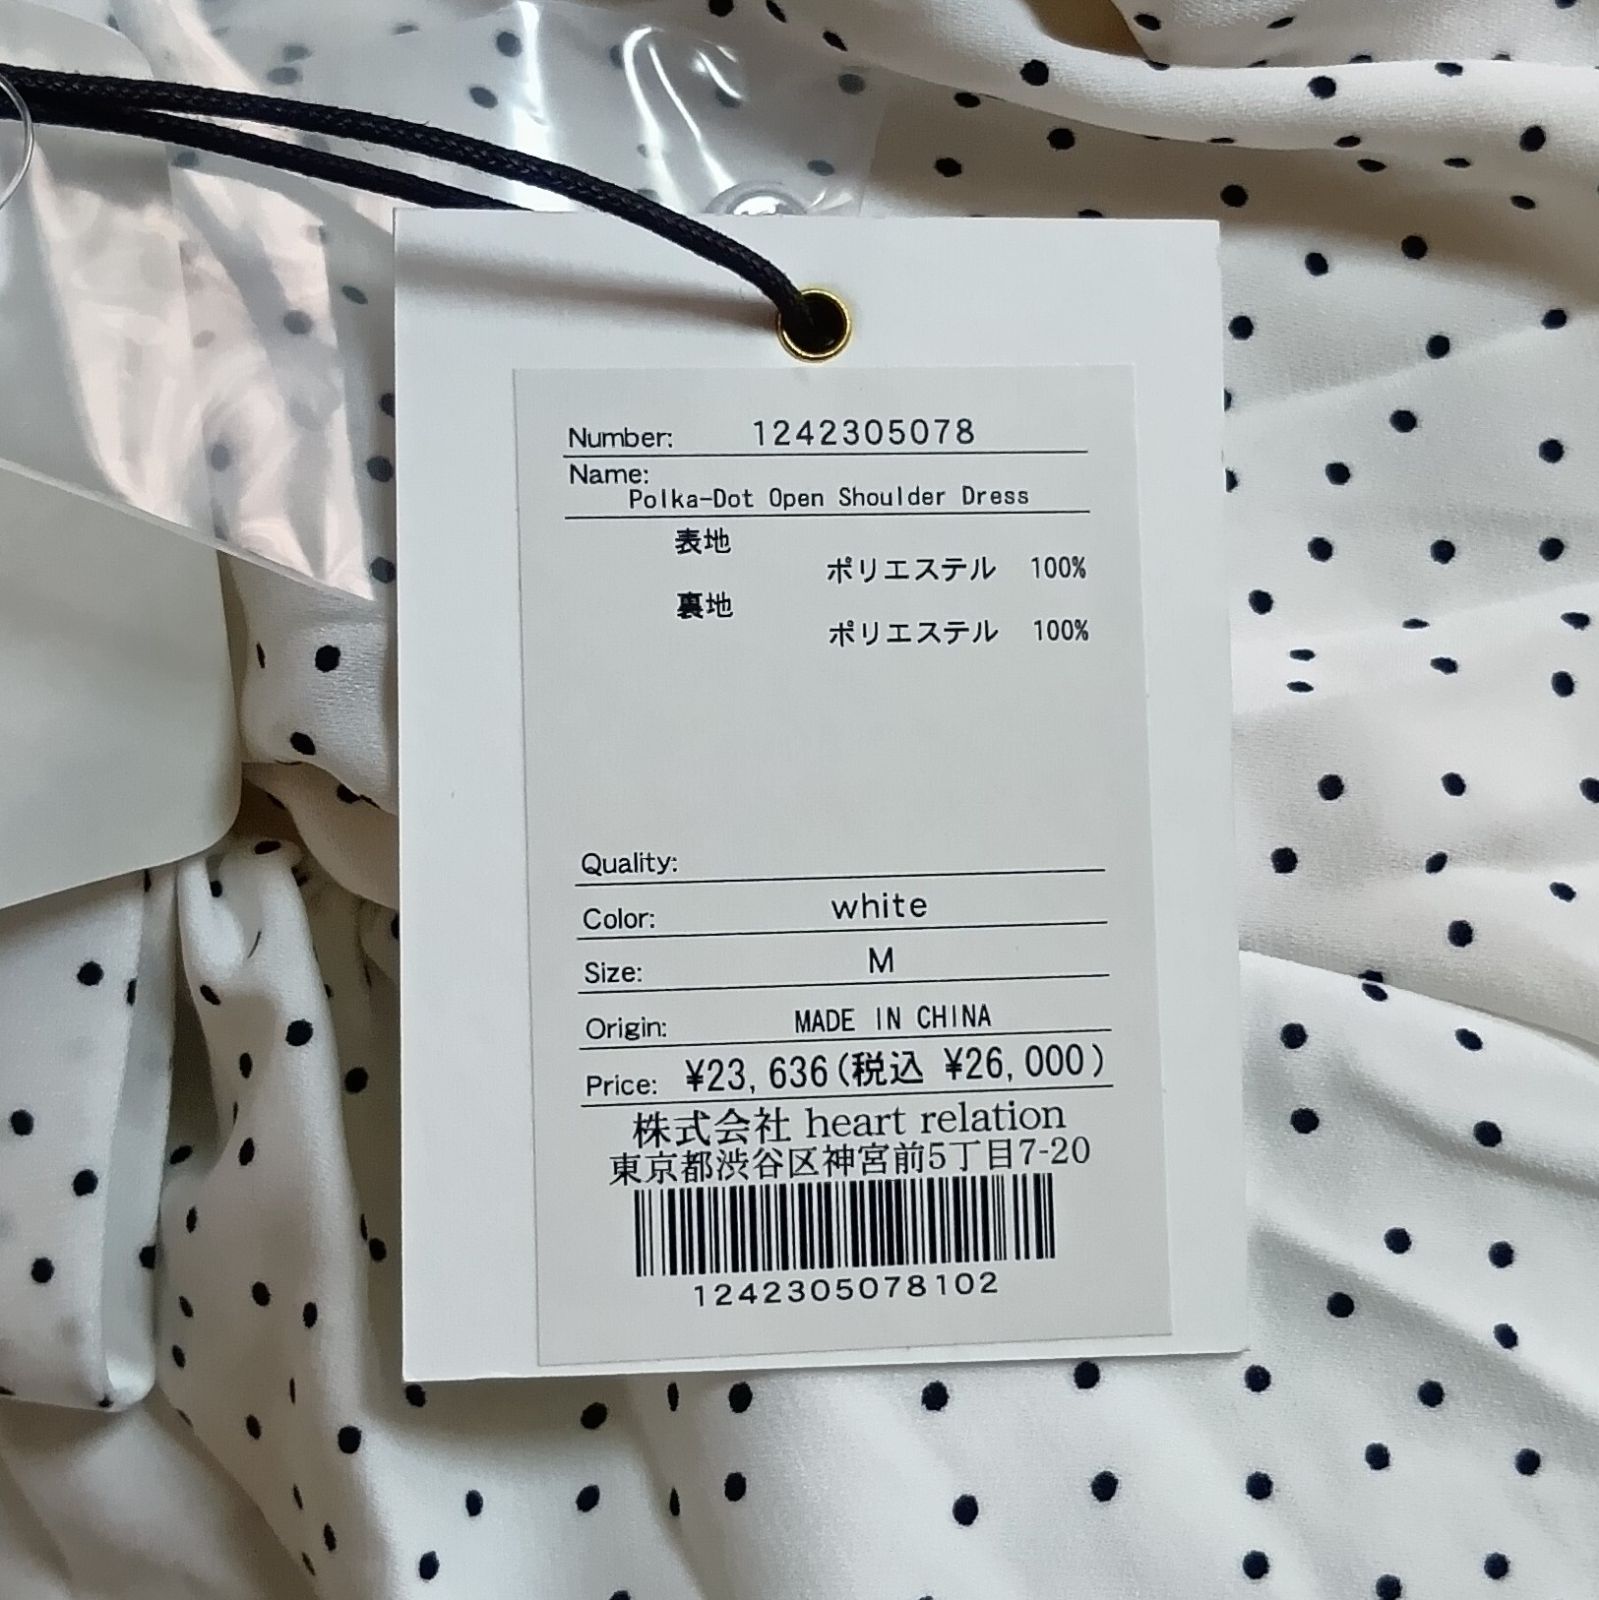 Number: 1242305078
Name:
Polka-Dot Open Shoulder Dress
表地
ポリエステル 100%
裏地
ポリエステル 100%
Quality:
Color: white
Size: M
Origin: MADE IN CHINA
Price: ¥23,636(税込 ¥26,000)
株式会社 heart relation
東京都渋谷区神宮前5丁目7-20
1242305078102